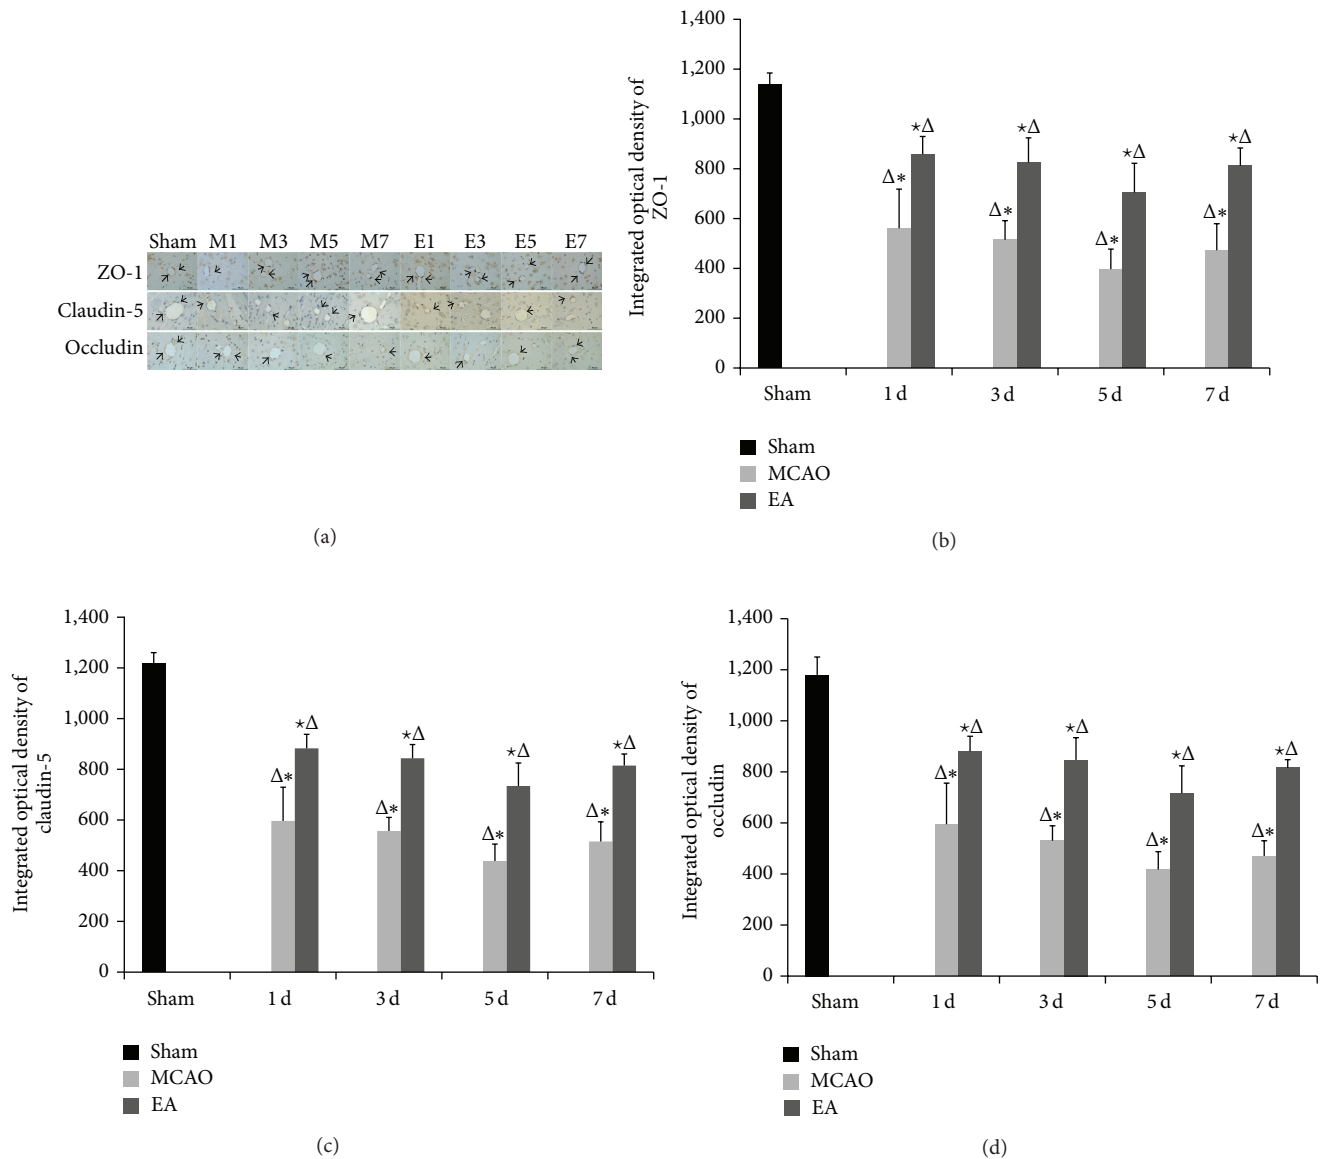 Sham M1 M3 M5 M7 E1 E3 E5 E7
ZO-1
Claudin-5
Occludin
(a)
Integrated optical density of
ZO-1
1,400
1,200
1,000
800
600
400
200
0
Δ* ⋆Δ Δ* ⋆Δ Δ* ⋆Δ Δ* ⋆Δ
Sham 1 d 3 d 5 d 7 d
Sham
MCAO
EA
(b)
Integrated optical density of
claudin-5
1,400
1,200
1,000
800
600
400
200
0
Δ* ⋆Δ Δ* ⋆Δ Δ* ⋆Δ Δ* ⋆Δ
Sham 1 d 3 d 5 d 7 d
Sham
MCAO
EA
(c)
Integrated optical density of
occludin
1,400
1,200
1,000
800
600
400
200
0
Δ* ⋆Δ Δ* ⋆Δ Δ* ⋆Δ Δ* ⋆Δ
Sham 1 d 3 d 5 d 7 d
Sham
MCAO
EA
(d)